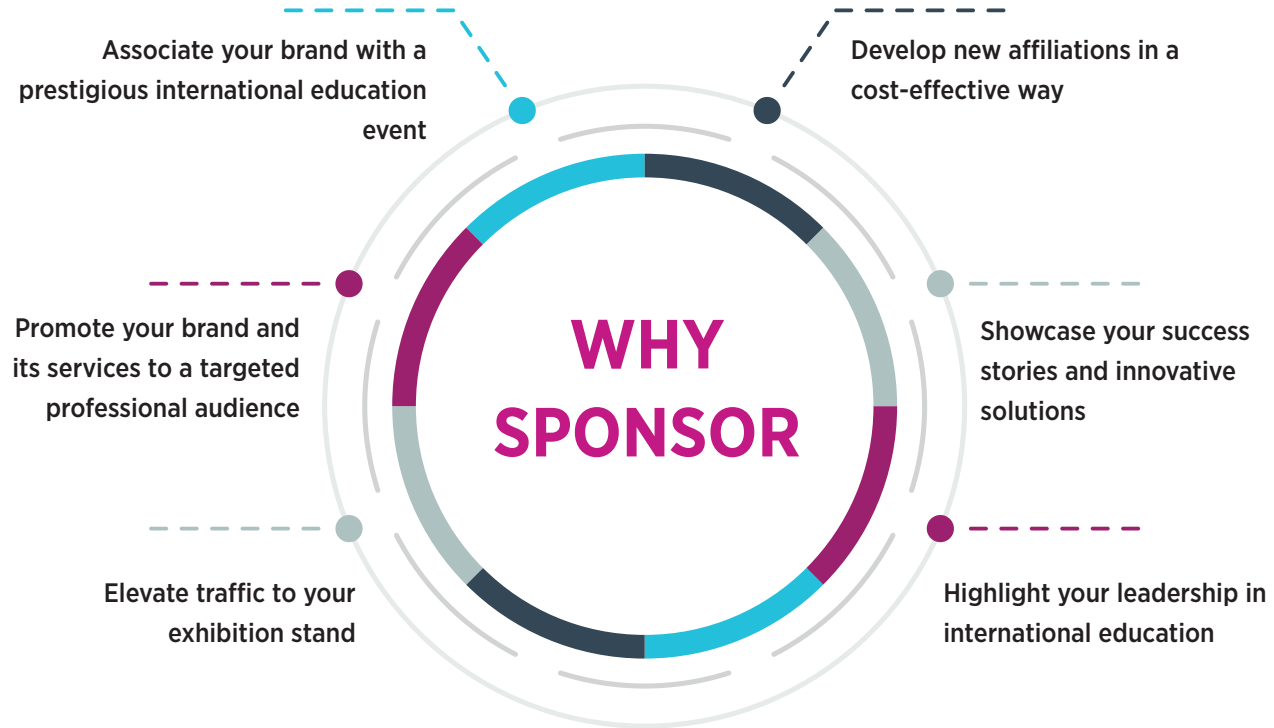 Associate your brand with a
prestigious international education
event
Develop new affiliations in a
cost-effective way
Promote your brand and
its services to a targeted
professional audience
WHY
SPONSOR
Showcase your success
stories and innovative
solutions
Elevate traffic to your
exhibition stand
Highlight your leadership in
international education